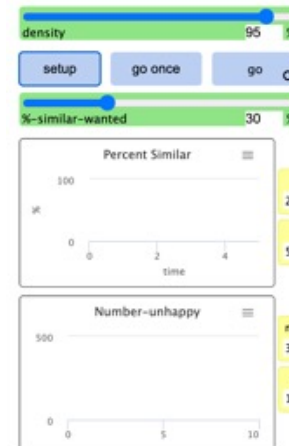 density 95 %
setup go once go
%-similar-wanted 30 %
Percent Similar
100
%
0
0 2 4
time
Number-unhappy
500
0
0 5 10